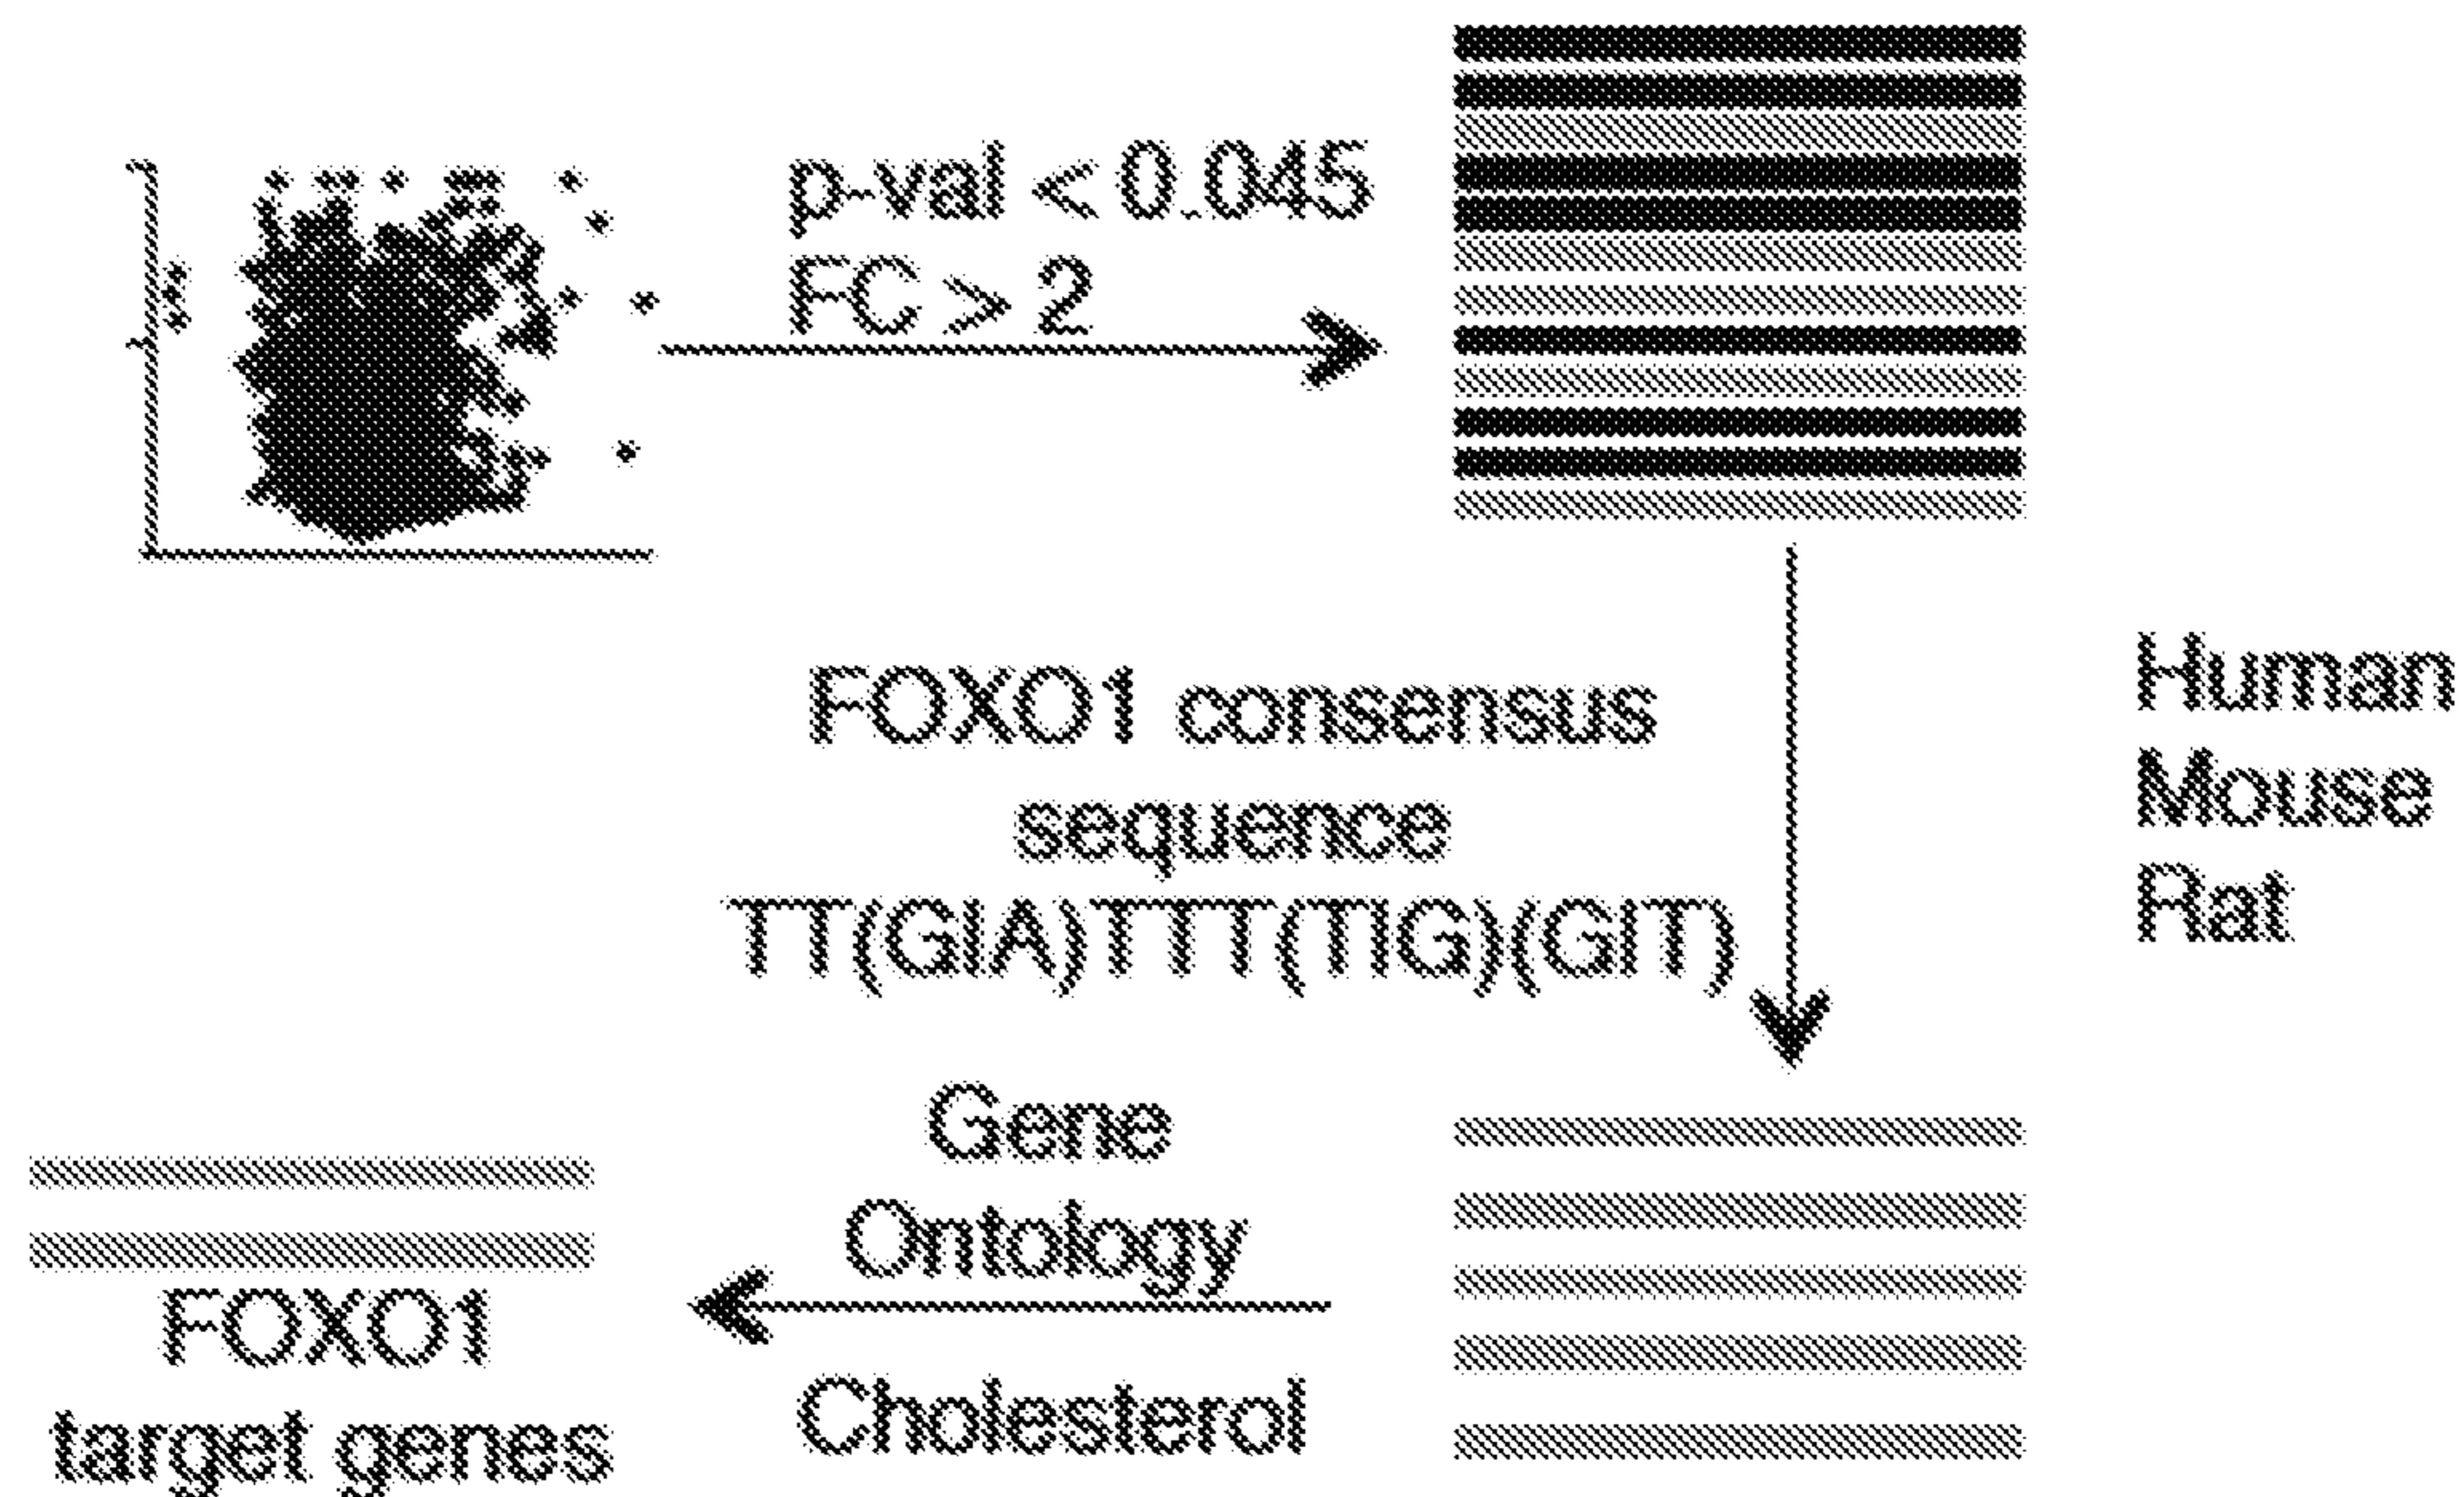 p-val < 0.045
FC > 2
FOXO1 consensus
sequence
TT(G|A)TTT(T|G)(G|T)
Human
Mouse
Rat
Gene
Ontology
Cholesterol
FOXO1
target genes